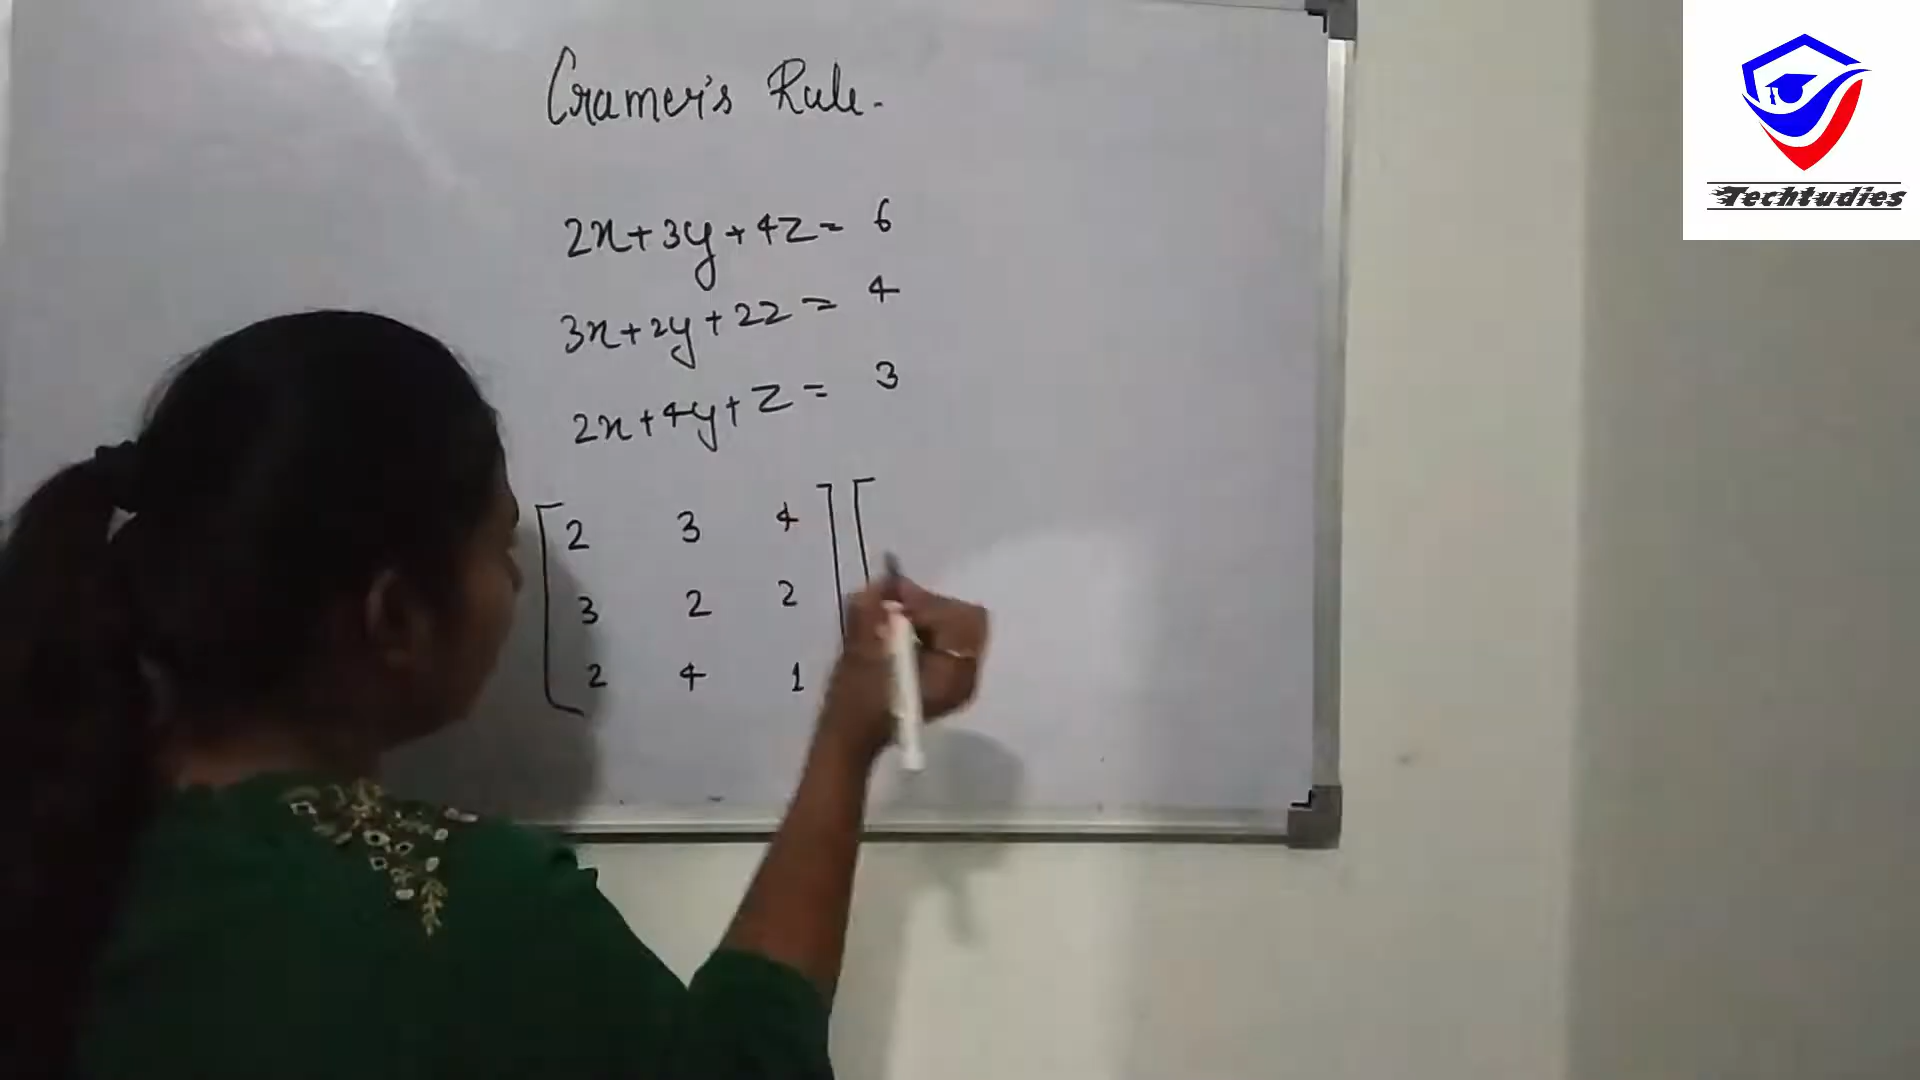 Cramer's Rule.
2x+3y+4z= 6
3x+2y+2z= 4
2x+4y+z= 3
2 3 4
3 2 2
2 4 1
Techtudies